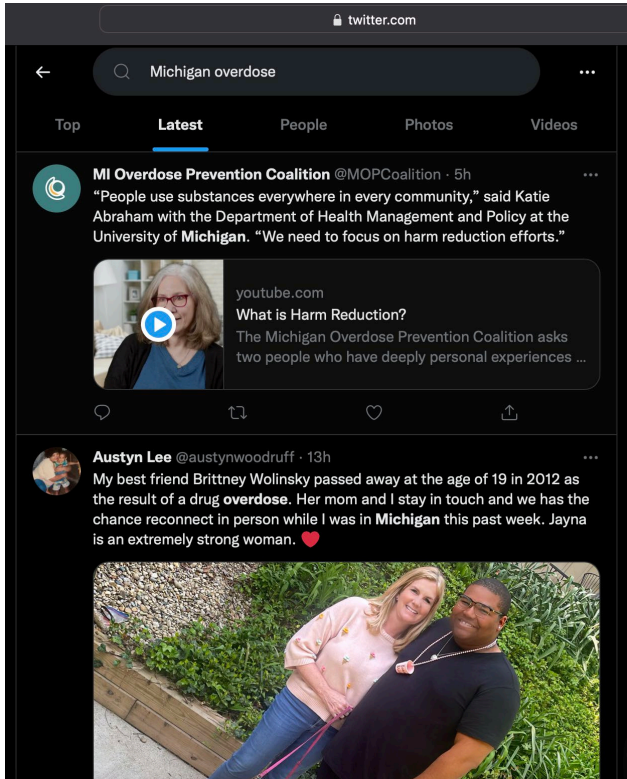 twitter.com
Michigan overdose
Top Latest People Photos Videos
MI Overdose Prevention Coalition @MOPCoalition · 5h
“People use substances everywhere in every community,” said Katie
Abraham with the Department of Health Management and Policy at the
University of Michigan. “We need to focus on harm reduction efforts.”
youtube.com
What is Harm Reduction?
The Michigan Overdose Prevention Coalition asks
two people who have deeply personal experiences ...
Austyn Lee @austynwoodruff · 13h
My best friend Brittney Wolinsky passed away at the age of 19 in 2012 as
the result of a drug overdose. Her mom and I stay in touch and we has the
chance reconnect in person while I was in Michigan this past week. Jayna
is an extremely strong woman. ❤️